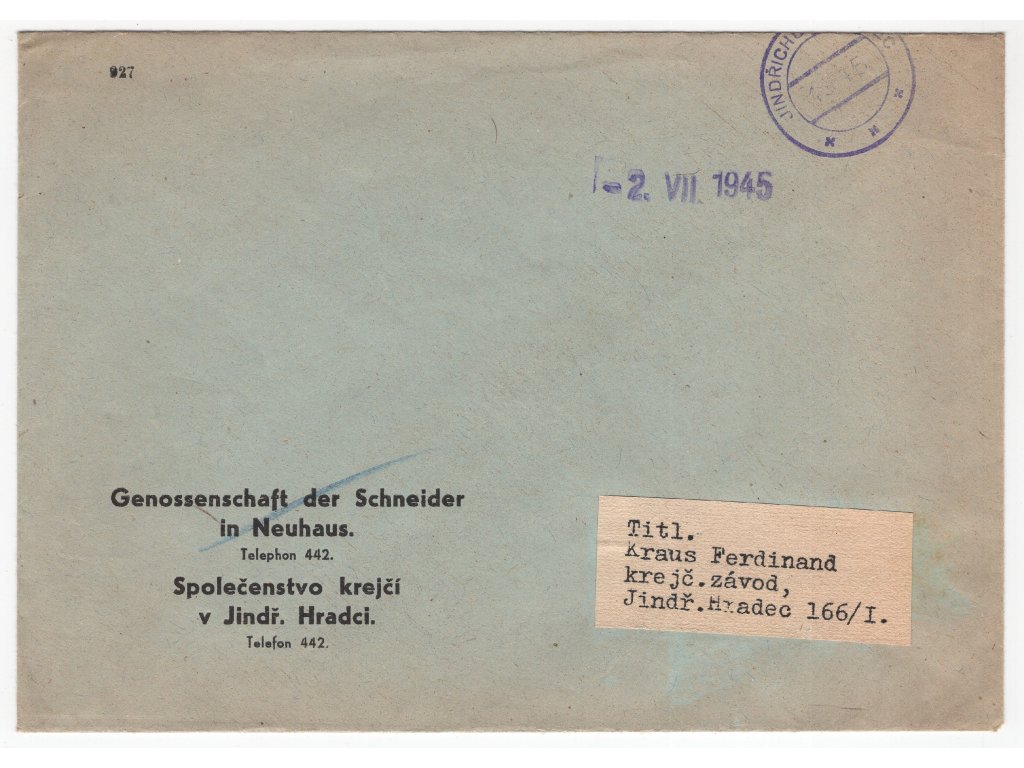 927
JINDŘICHŮ
-2. VII. 1945
Genossenschaft der Schneider
in Neuhaus.
Telephon 442.
Společenstvo krejčí
v Jindř. Hradci.
Telefon 442.
Titl.
Kraus Ferdinand
krejč.závod,
Jindř.Hradec 166/I.